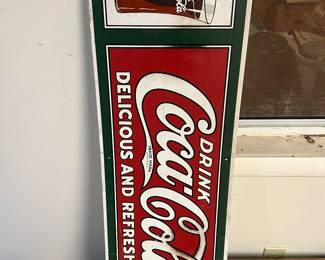 DRINK
Coca-Cola
TRADE MARK
DELICIOUS AND REFRESH